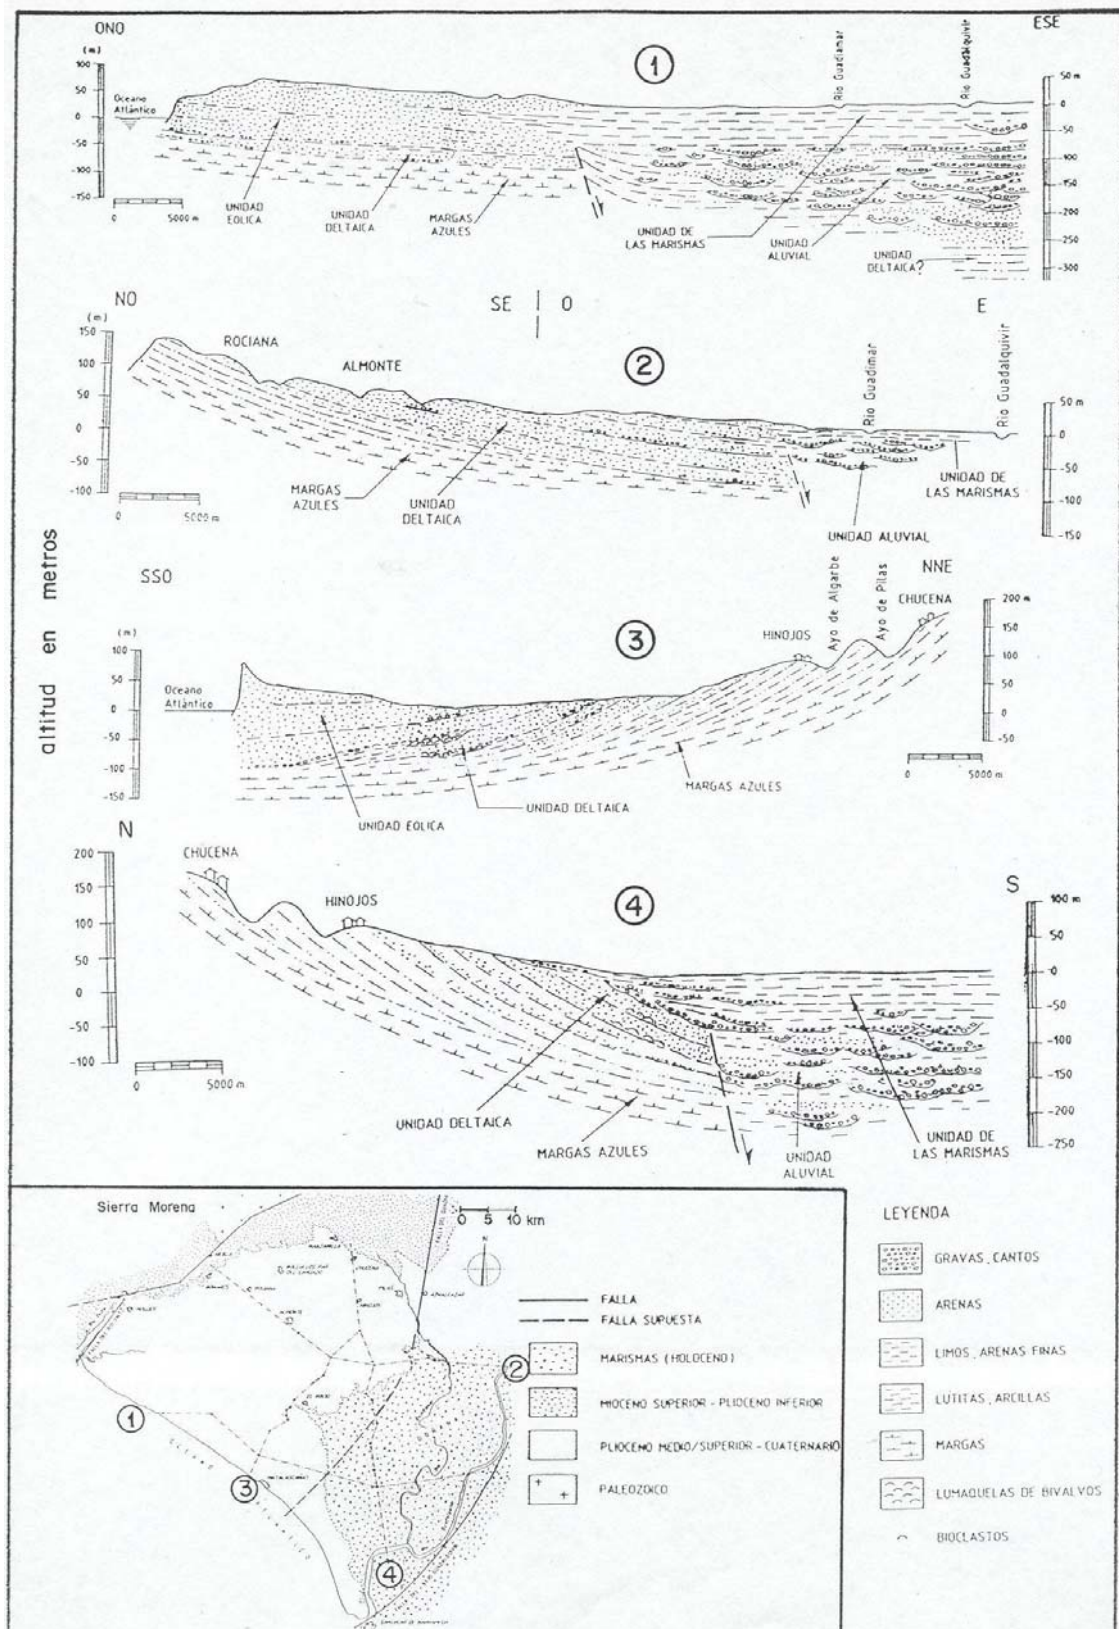 ONO
ESE
(m)
1
Río Guadiamar
Río Guadalquivir
100
50
0
-50
-100
-150
Oceano
Atlántico
50 m
0
-50
-100
-150
-200
-250
-300
0 5000 m
UNIDAD
EOLICA
UNIDAD
DELTAICA
MARGAS
AZULES
UNIDAD DE
LAS MARISMAS
UNIDAD
ALUVIAL
UNIDAD
DELTAICA?
NO
SE
O
E
(m)
150
100
50
0
-50
-100
ROCIANA
ALMONTE
2
Río Guadimar
Río Guadalquivir
50 m
0
-50
-100
-150
0 5000 m
MARGAS
AZULES
UNIDAD
DELTAICA
UNIDAD DE
LAS MARISMAS
UNIDAD ALUVIAL
altitud en metros
SSO
NNE
(m)
100
50
0
-50
-100
-150
Oceano
Atlántico
3
HINOJOS
Ayo de Algarbe
Ayo de Pilas
CHUCENA
200 m
150
100
50
0
-50
0 5000 m
MARGAS AZULES
UNIDAD DELTAICA
UNIDAD EOLICA
N
S
200
150
100
50
0
-50
-100
CHUCENA
HINOJOS
4
100 m
50
0
-50
-100
-150
-200
-250
0 5000 m
UNIDAD DELTAICA
MARGAS AZULES
UNIDAD
ALUVIAL
UNIDAD DE
LAS MARISMAS
Sierra Morena
0 5 10 km
N
1
2
3
4
FALLA
FALLA SUPUESTA
MARISMAS (HOLOCENO)
MIOCENO SUPERIOR - PLIOCENO INFERIOR
PLIOCENO MEDIO/SUPERIOR - CUATERNARIO
PALEOZOICO
LEYENDA
GRAVAS, CANTOS
ARENAS
LIMOS, ARENAS FINAS
LUTITAS, ARCILLAS
MARGAS
LUMAQUELAS DE BIVALVOS
BIOCLASTOS